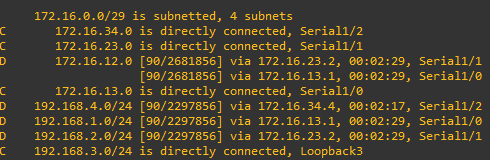 172.16.0.0/29 is subnetted, 4 subnets
C 172.16.34.0 is directly connected, Serial1/2
C 172.16.23.0 is directly connected, Serial1/1
D 172.16.12.0 [90/2681856] via 172.16.23.2, 00:02:29, Serial1/1
[90/2681856] via 172.16.13.1, 00:02:29, Serial1/0
C 172.16.13.0 is directly connected, Serial1/0
D 192.168.4.0/24 [90/2297856] via 172.16.34.4, 00:02:17, Serial1/2
D 192.168.1.0/24 [90/2297856] via 172.16.13.1, 00:02:29, Serial1/0
D 192.168.2.0/24 [90/2297856] via 172.16.23.2, 00:02:29, Serial1/1
C 192.168.3.0/24 is directly connected, Loopback3